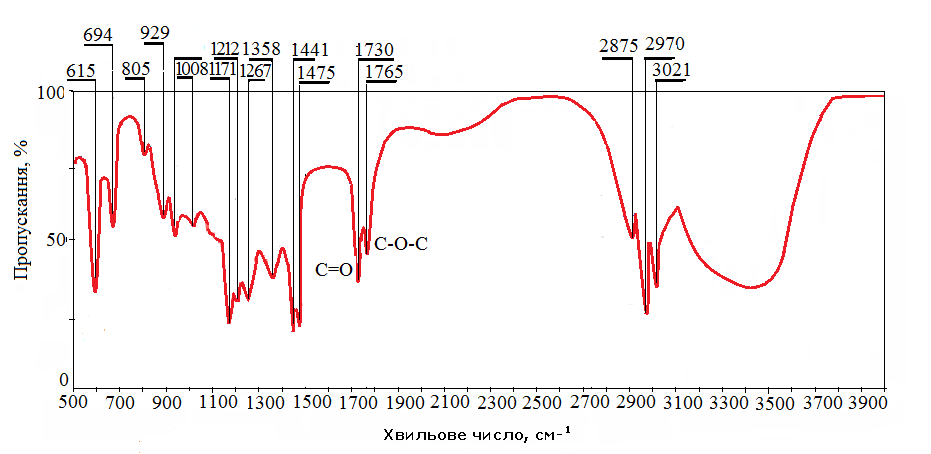 694 929 1212 1358 1441 1730 2875 2970
615 805 1008 1171 1267 1475 1765 3021
100
50
0
Пропускання, %
C=O
C-O-C
500 700 900 1100 1300 1500 1700 1900 2100 2300 2500 2700 2900 3100 3300 3500 3700 3900
Хвильове число, см-1